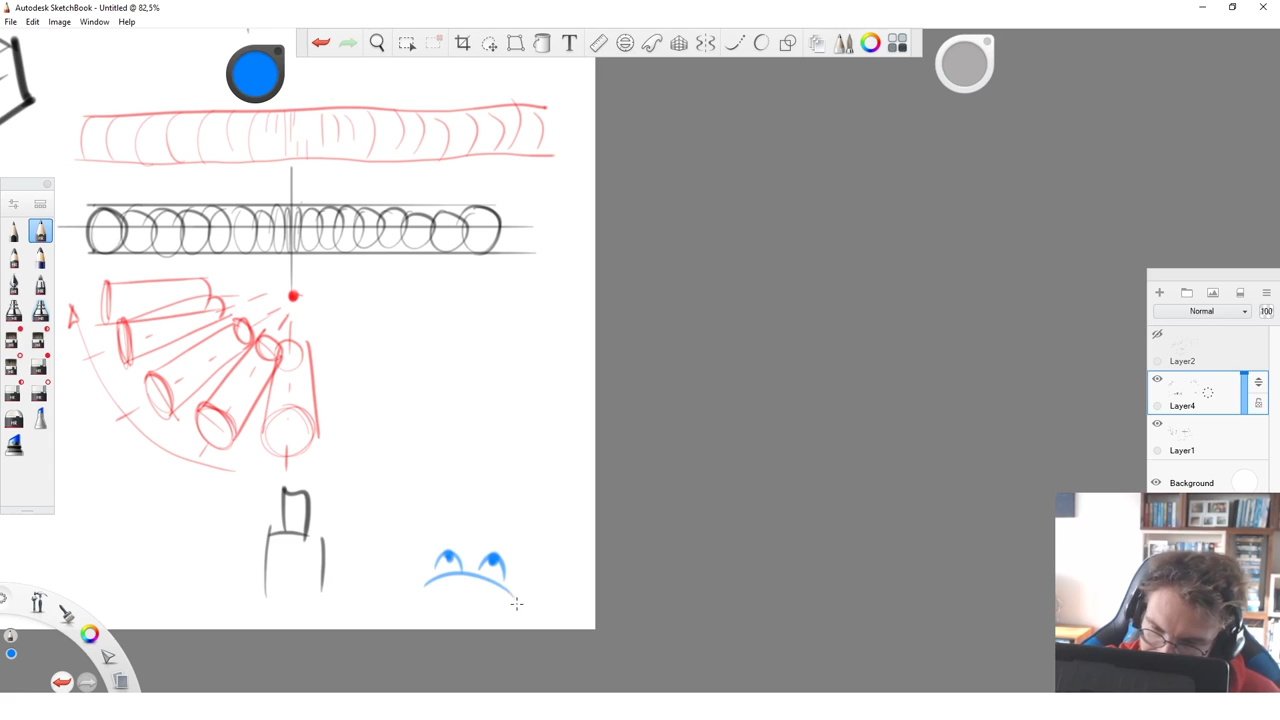 Autodesk SketchBook - Untitled @ 82,5%
File Edit Image Window Help
T
Normal 100
Layer2
Layer4
Layer1
Background